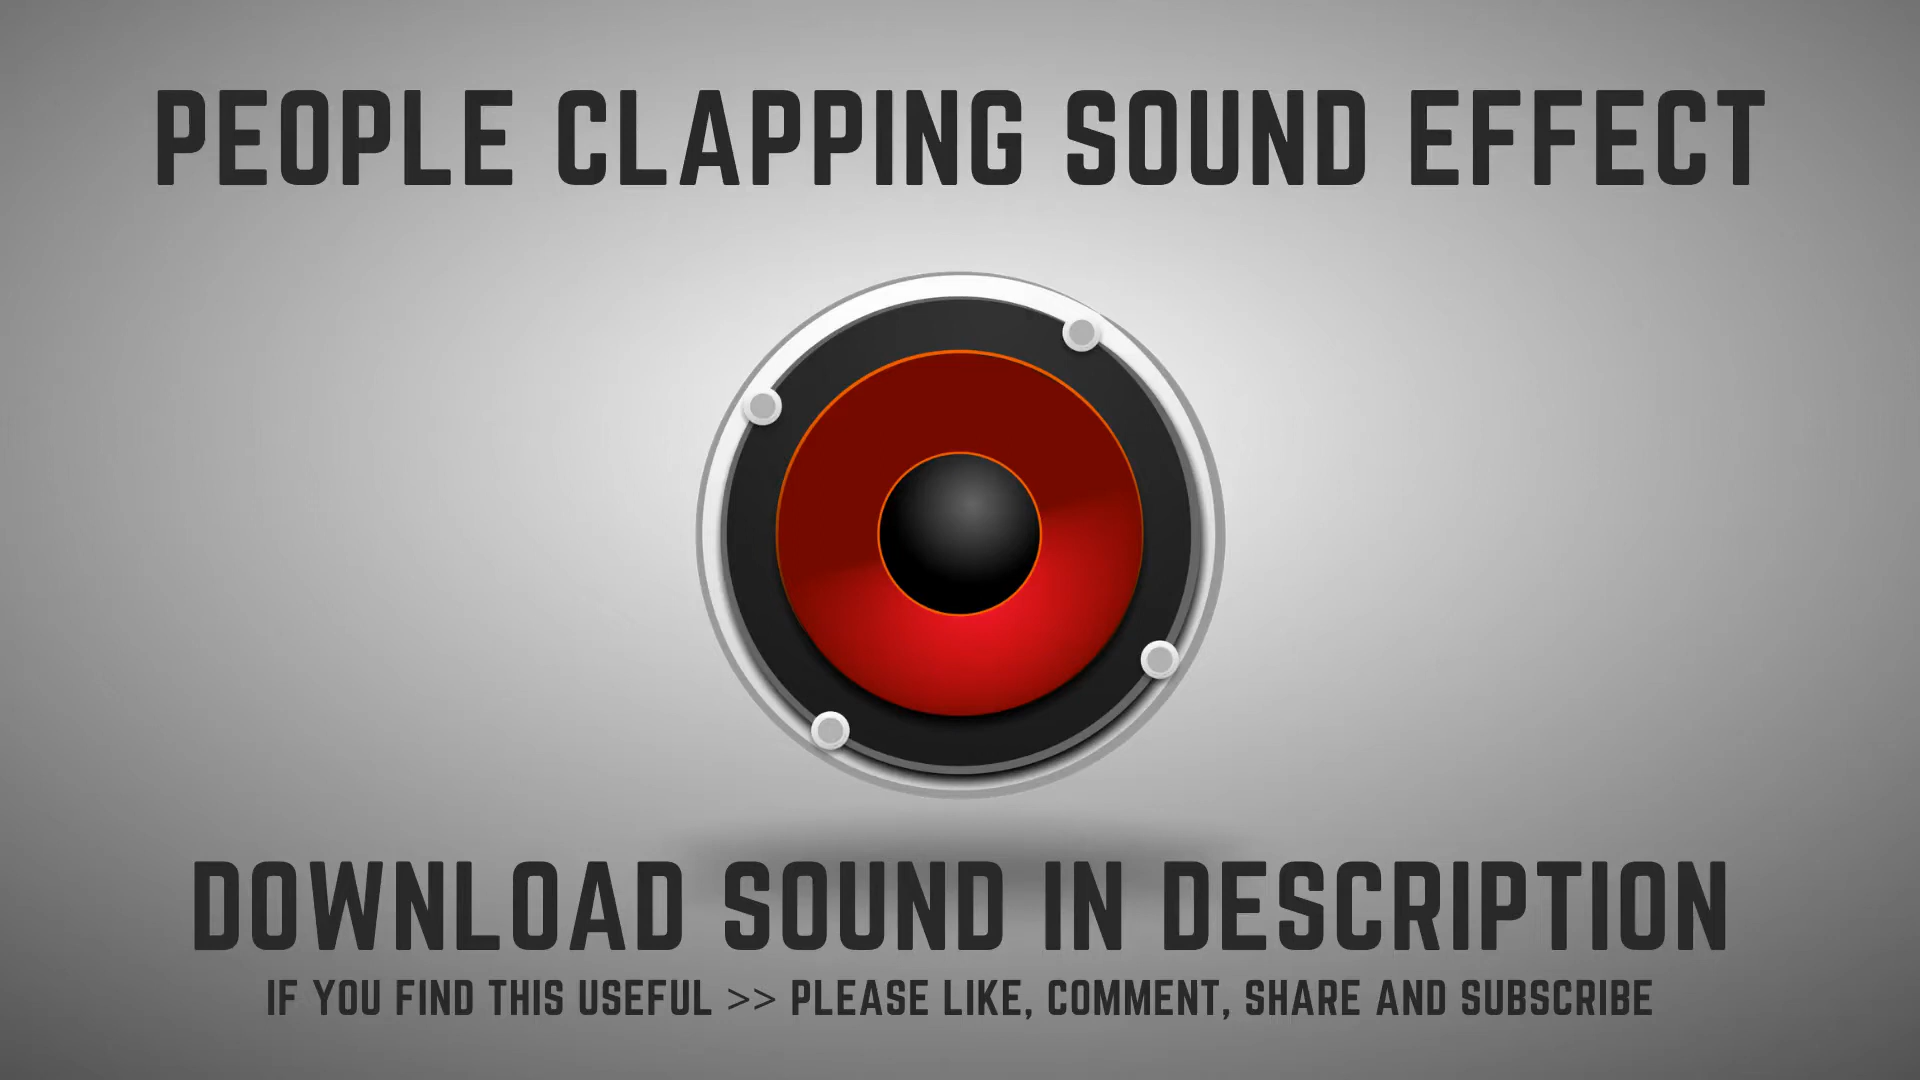 PEOPLE CLAPPING SOUND EFFECT
DOWNLOAD SOUND IN DESCRIPTION
IF YOU FIND THIS USEFUL >> PLEASE LIKE, COMMENT, SHARE AND SUBSCRIBE